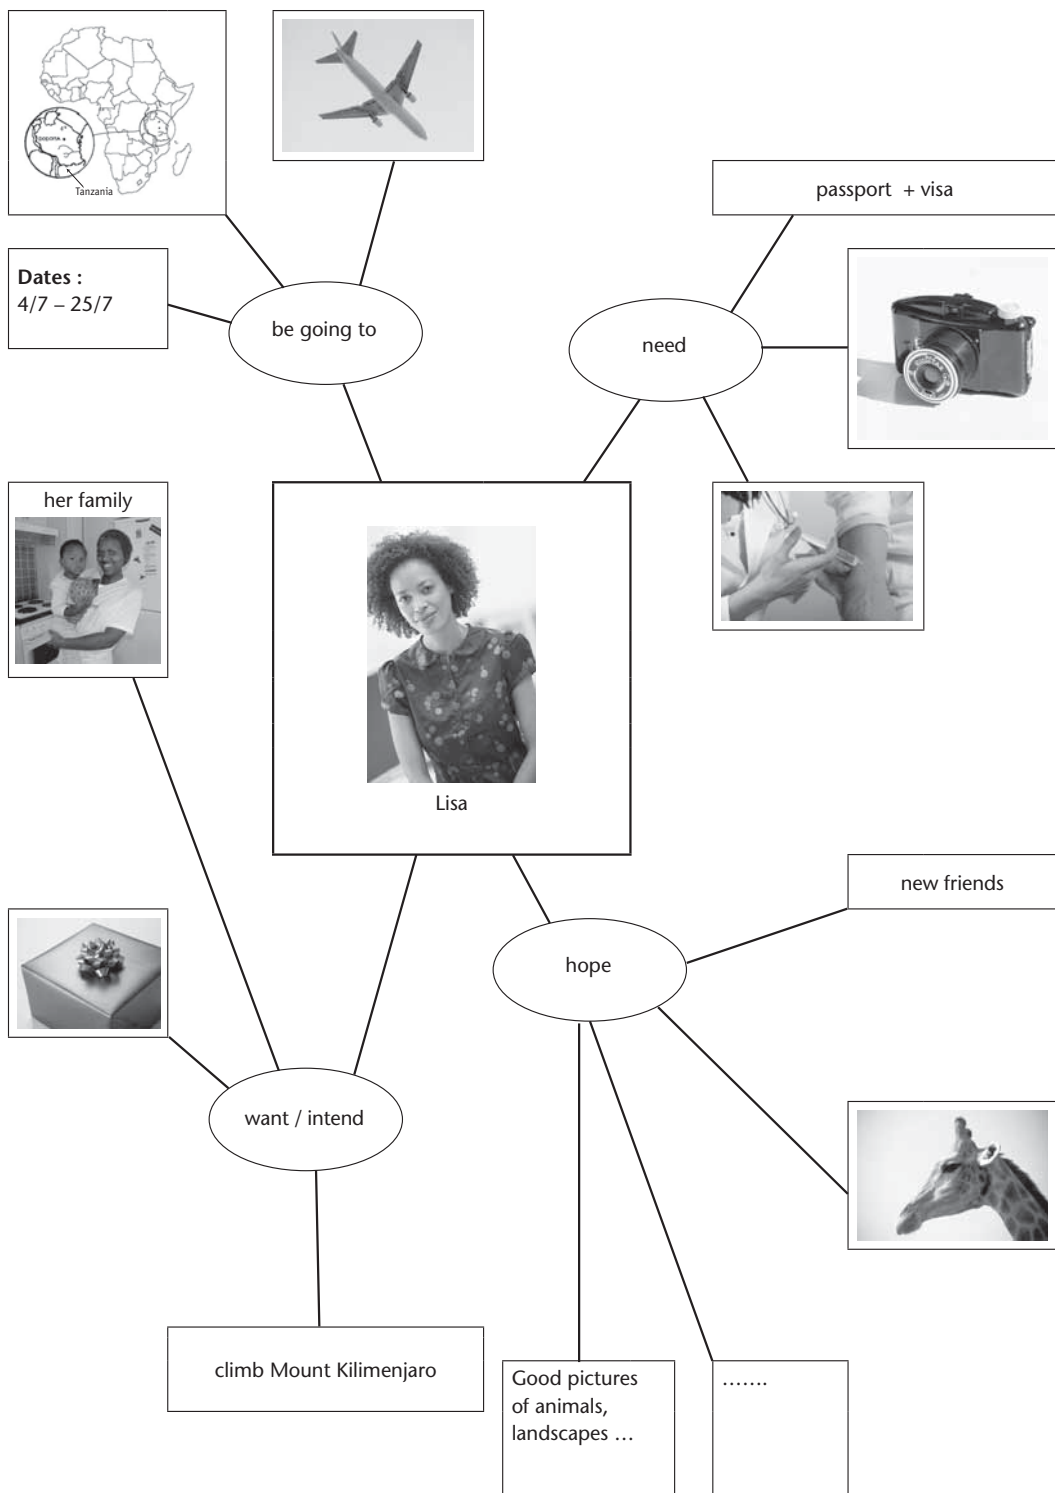 DODOMA
Tanzania
passport + visa
Dates :
4/7 – 25/7
be going to
need
her family
Lisa
new friends
hope
want / intend
climb Mount Kilimenjaro
Good pictures
of animals,
landscapes …
.......